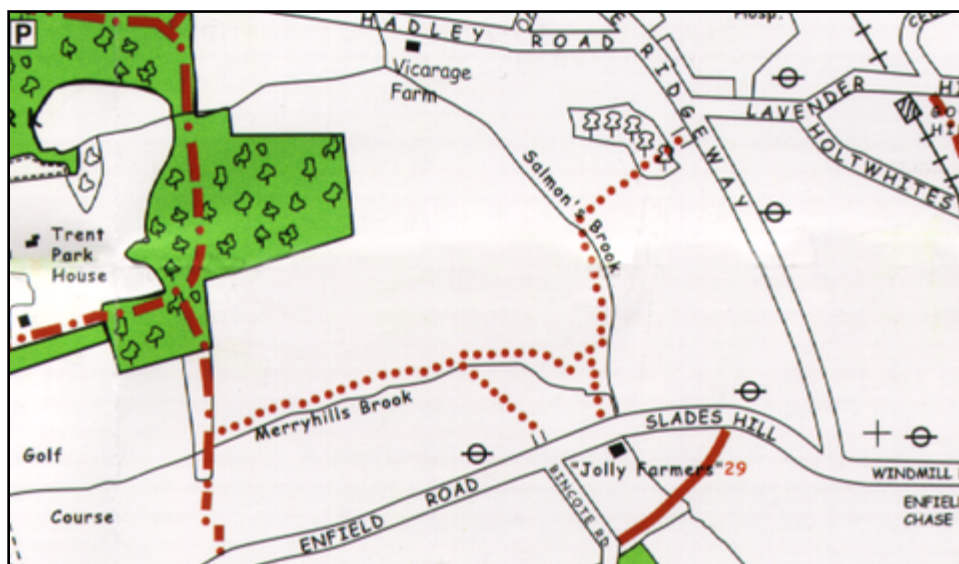 P
HADLEY ROAD
RIDGEWAY
Hosp.
Vicarage
Farm
LAVENDER
HOLTWHITES
Salmon's Brook
Trent
Park
House
Merryhills Brook
SLADES HILL
Golf
Course
ENFIELD ROAD
"Jolly Farmers" 29
BINCOTE RD
WINDMILL
CHASE